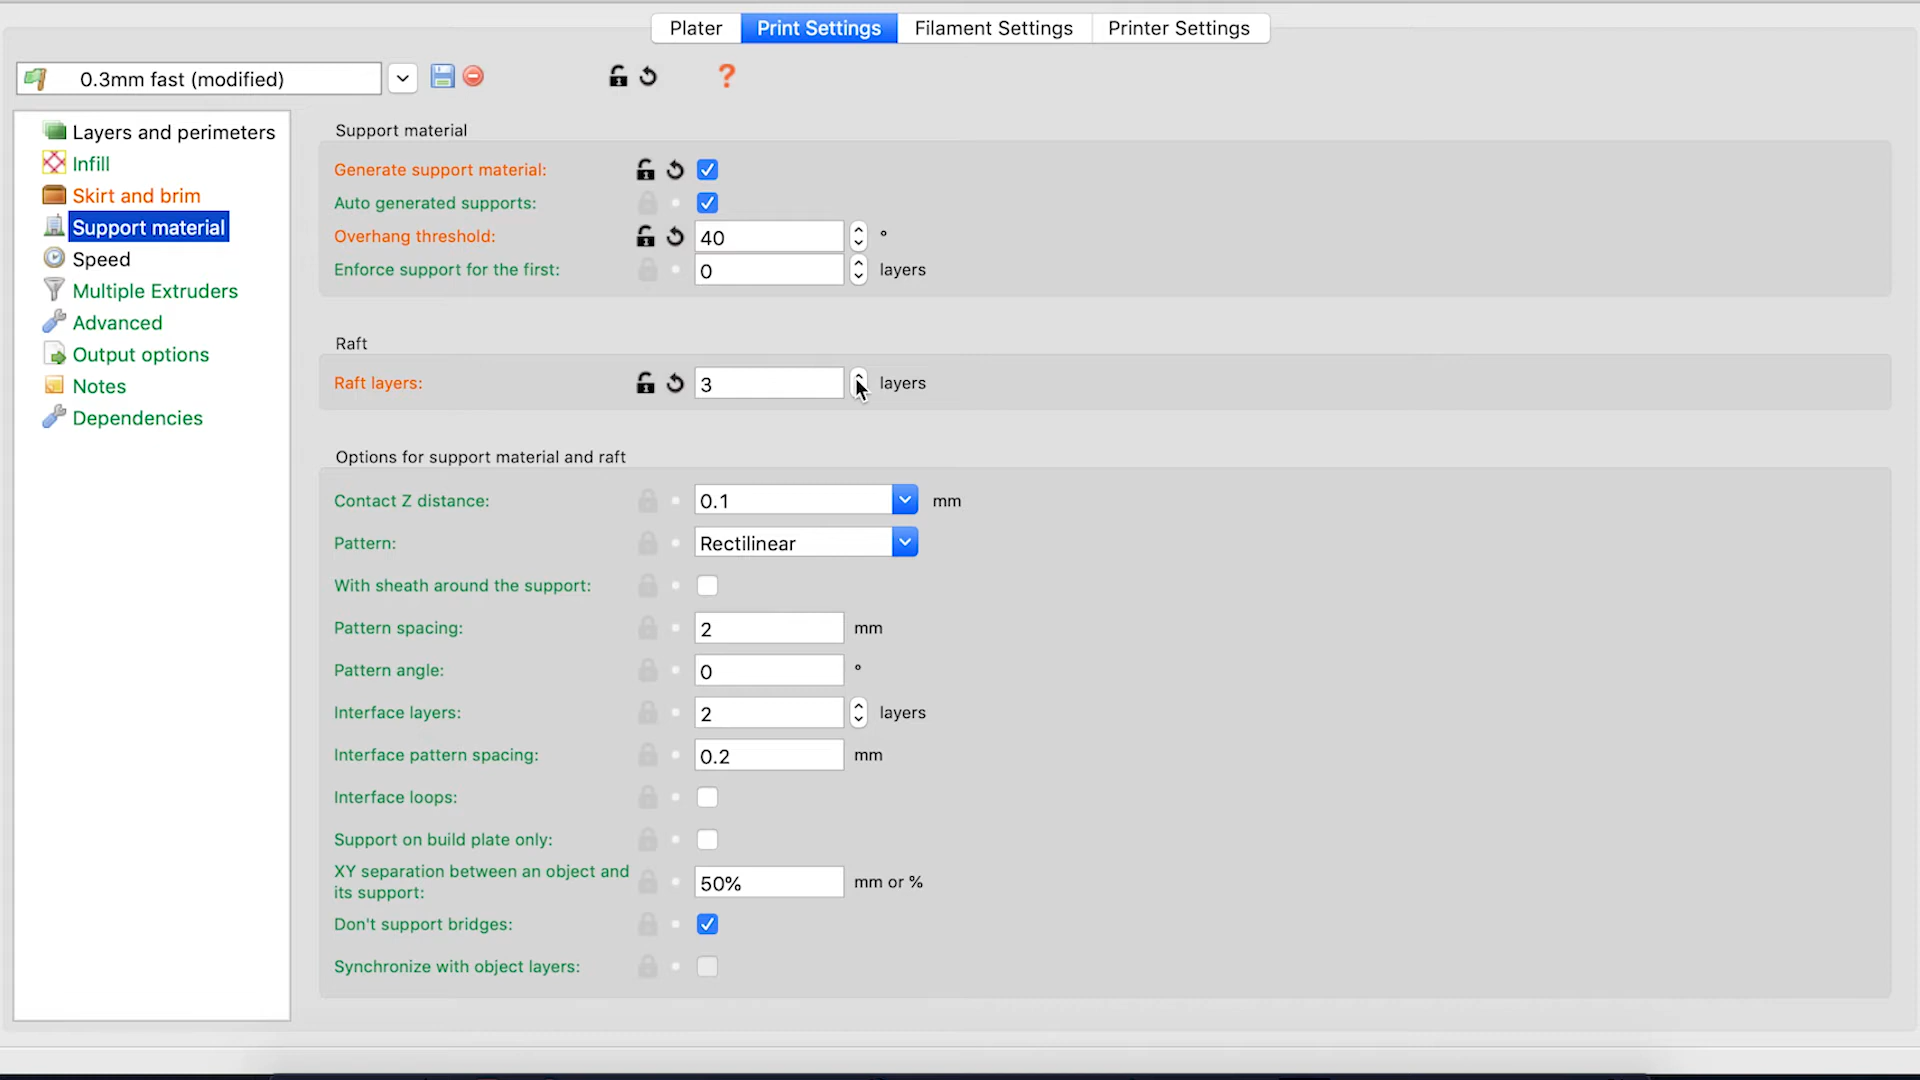 Plater Print Settings Filament Settings Printer Settings
0.3mm fast (modified)
?
Layers and perimeters
Infill
Skirt and brim
Support material
Speed
Multiple Extruders
Advanced
Output options
Notes
Dependencies
Support material
Generate support material:
Auto generated supports:
Overhang threshold: 40 °
Enforce support for the first: 0 layers
Raft
Raft layers: 3 layers
Options for support material and raft
Contact Z distance: 0.1 mm
Pattern: Rectilinear
With sheath around the support:
Pattern spacing: 2 mm
Pattern angle: 0 °
Interface layers: 2 layers
Interface pattern spacing: 0.2 mm
Interface loops:
Support on build plate only:
XY separation between an object and
its support: 50% mm or %
Don't support bridges:
Synchronize with object layers: